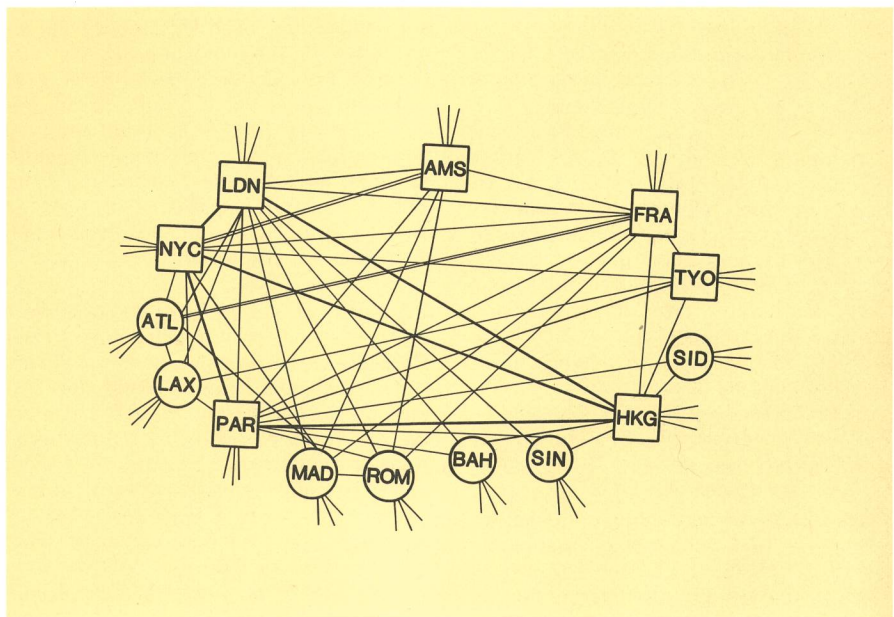 AMS
LDN
FRA
NYC
TYO
ATL
SID
LAX
PAR
HKG
MAD
ROM
BAH
SIN